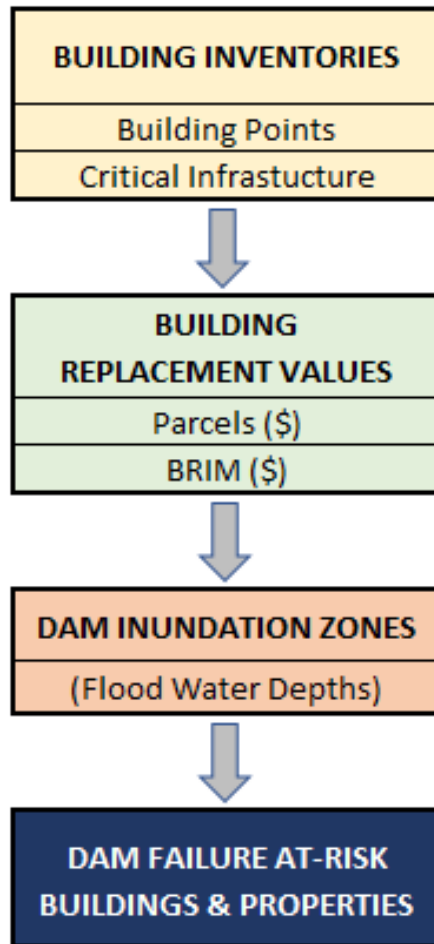 BUILDING INVENTORIES
Building Points
Critical Infrastucture
BUILDING
REPLACEMENT VALUES
Parcels ($)
BRIM ($)
DAM INUNDATION ZONES
(Flood Water Depths)
DAM FAILURE AT-RISK
BUILDINGS & PROPERTIES